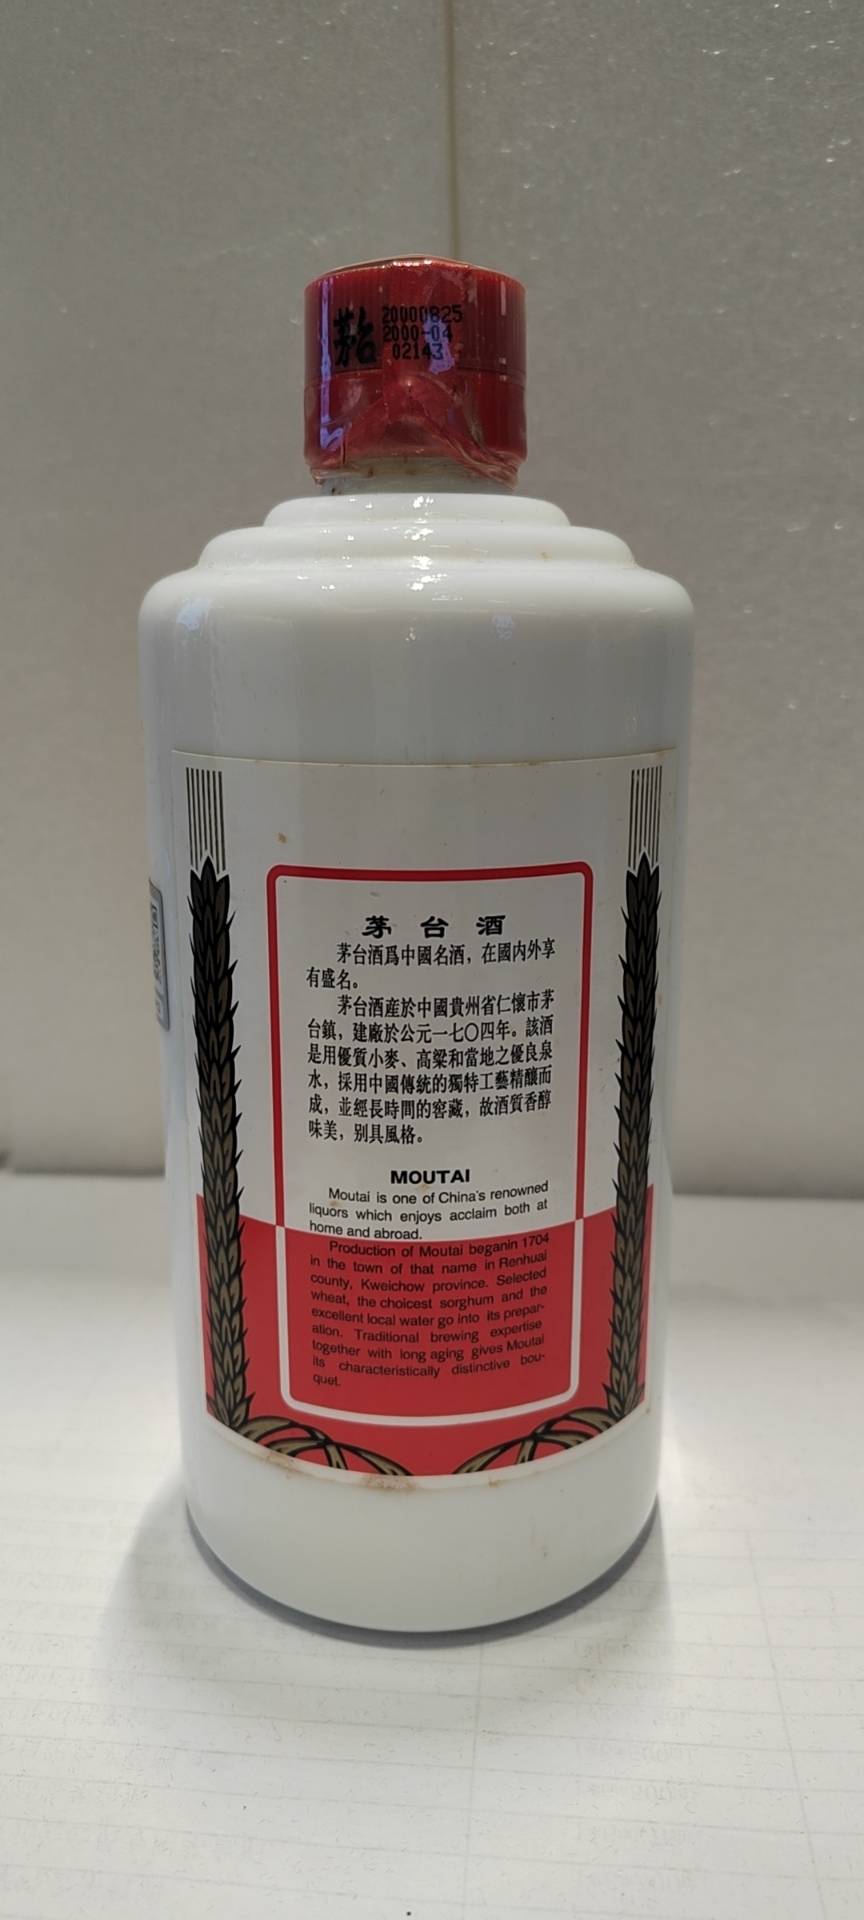 茅台
20000825
2000-04
02143
茅台酒
茅台酒爲中國名酒，在國内外享
有盛名。
茅台酒産於中國貴州省仁懷市茅
台鎮，建廠於公元一七〇四年。該酒
是用優質小麥、高粱和當地之優良泉
水，採用中國傳統的獨特工藝精釀而
成，並經長時間的窖藏，故酒質香醇
味美，别具風格。
MOUTAI
Moutai is one of China's renowned
liquors which enjoys acclaim both at
home and abroad.
Production of Moutai beganin 1704
in the town of that name in Renhuai
county, Kweichow province. Selected
wheat, the choicest sorghum and the
excellent local water go into its prepar-
ation. Traditional brewing expertise
together with long aging gives Moutai
its characteristically distinctive bou-
quet.